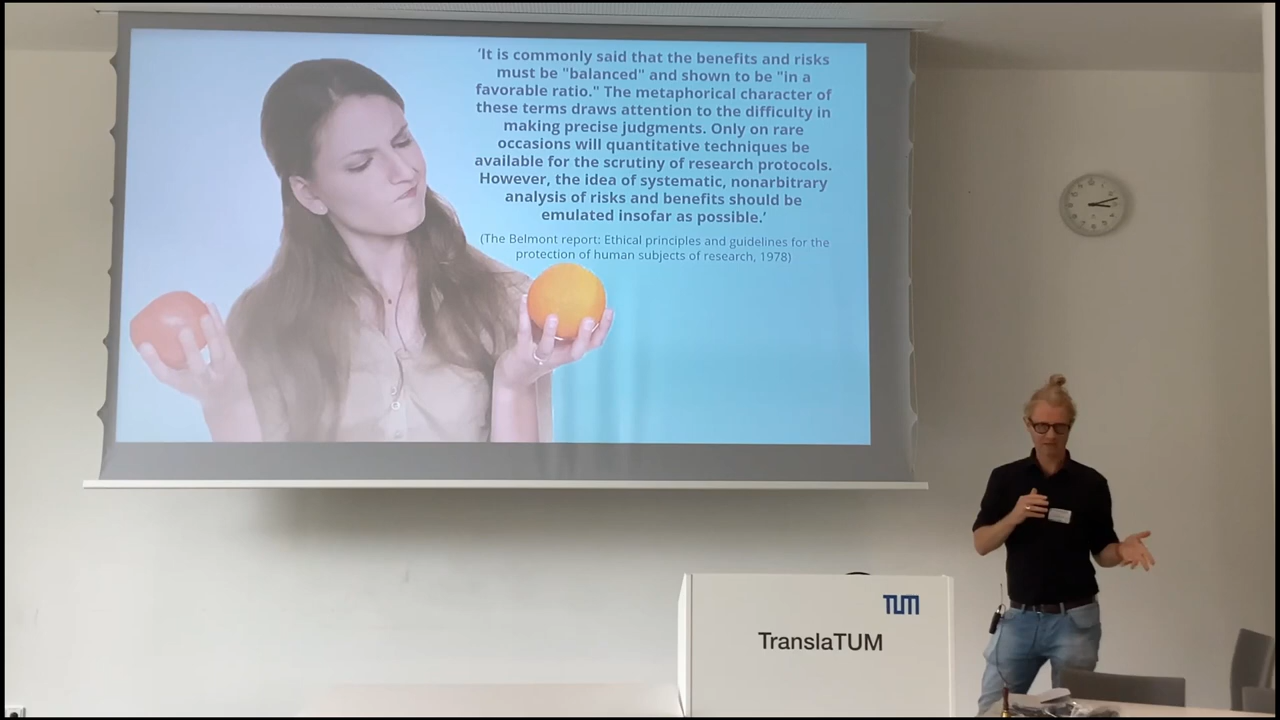 ‘It is commonly said that the benefits and risks
must be "balanced" and shown to be "in a
favorable ratio." The metaphorical character of
these terms draws attention to the difficulty in
making precise judgments. Only on rare
occasions will quantitative techniques be
available for the scrutiny of research protocols.
However, the idea of systematic, nonarbitrary
analysis of risks and benefits should be
emulated insofar as possible.’
(The Belmont report: Ethical principles and guidelines for the
protection of human subjects of research, 1978)
TUM
TranslaTUM